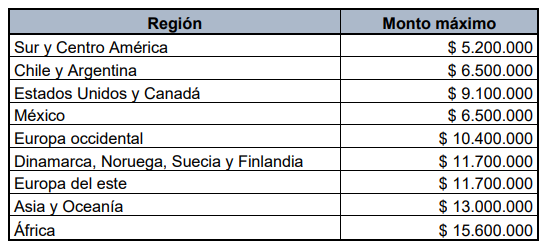 Región Monto máximo
Sur y Centro América $ 5.200.000
Chile y Argentina $ 6.500.000
Estados Unidos y Canadá $ 9.100.000
México $ 6.500.000
Europa occidental $ 10.400.000
Dinamarca, Noruega, Suecia y Finlandia $ 11.700.000
Europa del este $ 11.700.000
Asia y Oceanía $ 13.000.000
África $ 15.600.000